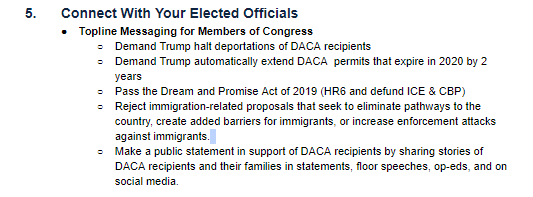 5. Connect With Your Elected Officials
• Topline Messaging for Members of Congress
○ Demand Trump halt deportations of DACA recipients
○ Demand Trump automatically extend DACA permits that expire in 2020 by 2
years
○ Pass the Dream and Promise Act of 2019 (HR6 and defund ICE & CBP)
○ Reject immigration-related proposals that seek to eliminate pathways to the
country, create added barriers for immigrants, or increase enforcement attacks
against immigrants.
○ Make a public statement in support of DACA recipients by sharing stories of
DACA recipients and their families in statements, floor speeches, op-eds, and on
social media.